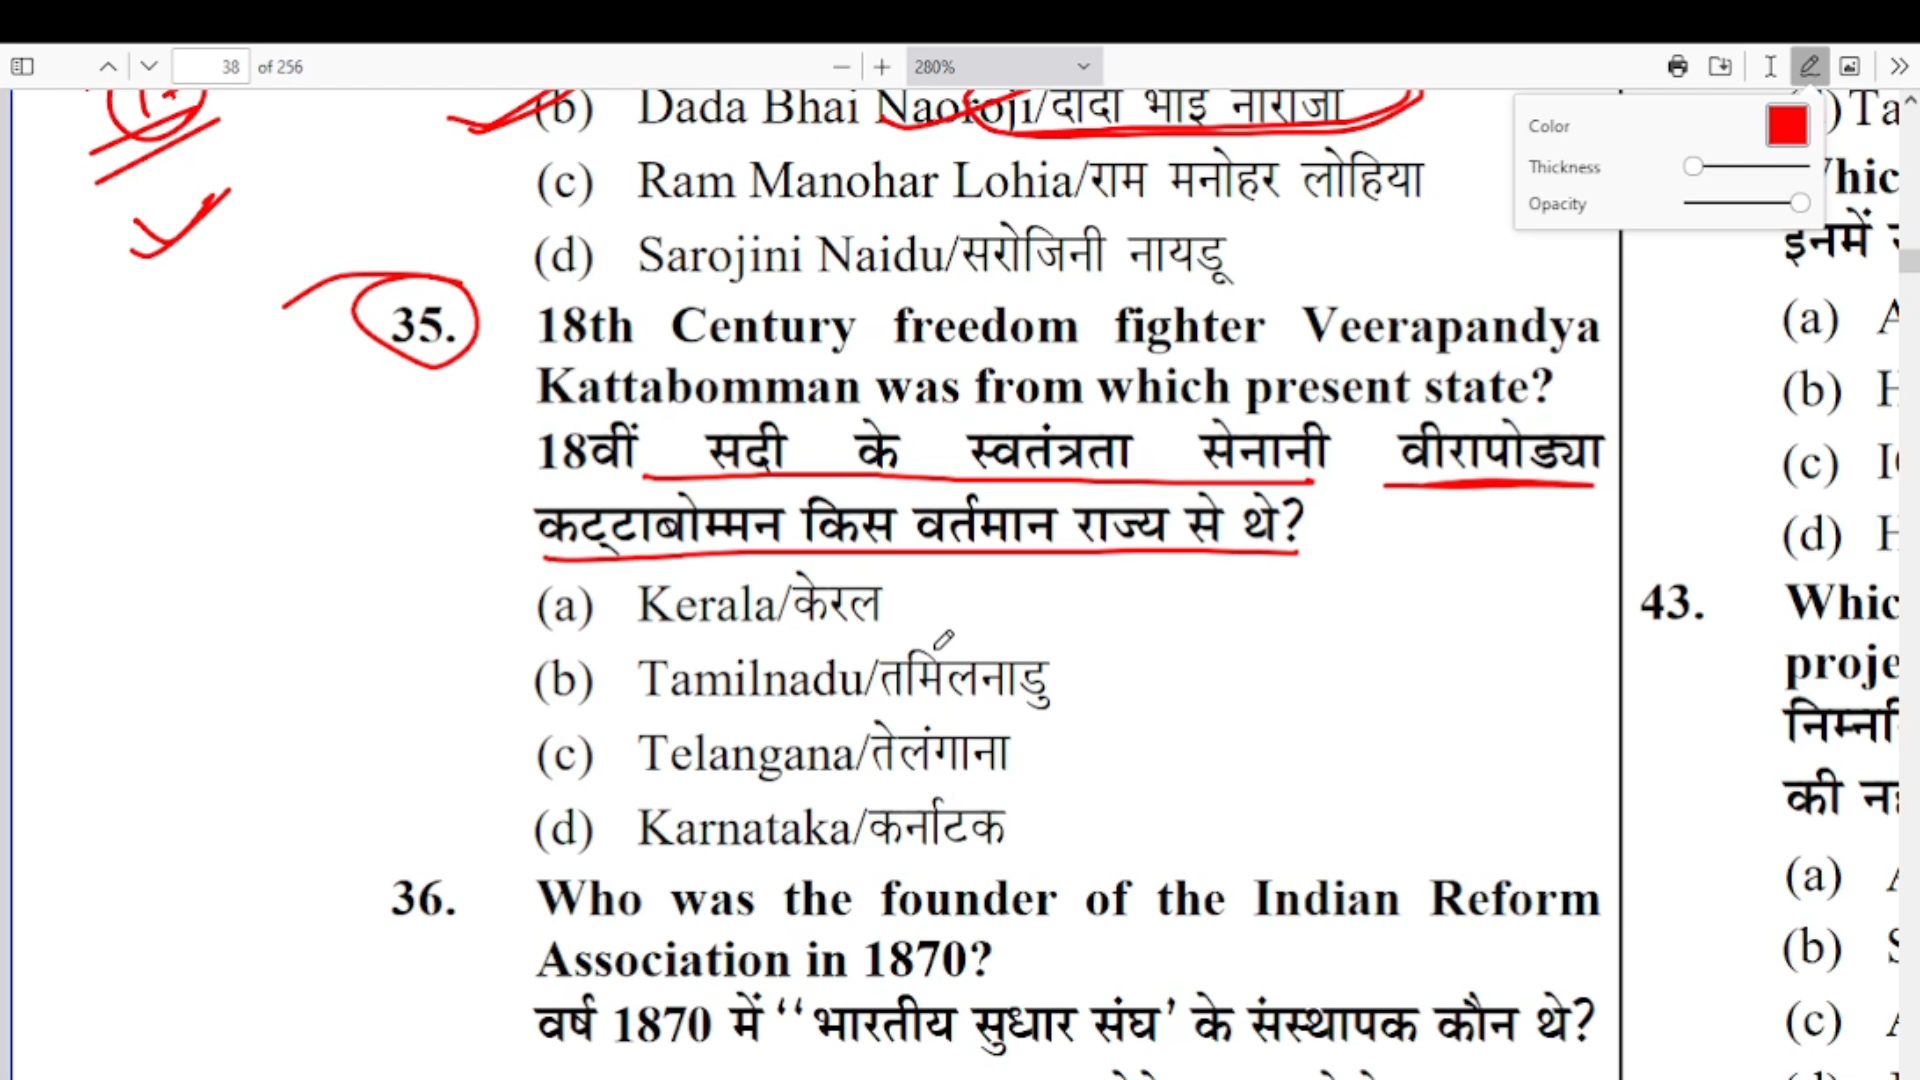 38 of 256
280%
Color
Thickness
Opacity
(b) Dada Bhai Naoroji/दादा भाई नौरोजी
(c) Ram Manohar Lohia/राम मनोहर लोहिया
(d) Sarojini Naidu/सरोजिनी नायडू
35. 18th Century freedom fighter Veerapandya
Kattabomman was from which present state?
18वीं सदी के स्वतंत्रता सेनानी वीरापोड्या
कट्टाबोम्मन किस वर्तमान राज्य से थे?
(a) Kerala/केरल
(b) Tamilnadu/तमिलनाडु
(c) Telangana/तेलंगाना
(d) Karnataka/कर्नाटक
36. Who was the founder of the Indian Reform
Association in 1870?
वर्ष 1870 में ‘‘भारतीय सुधार संघ’ के संस्थापक कौन थे?
) Ta
इनमें
(a)
(b)
(c)
(d)
43. Whic
proje
निम्नि
की
(a)
(b)
(c)